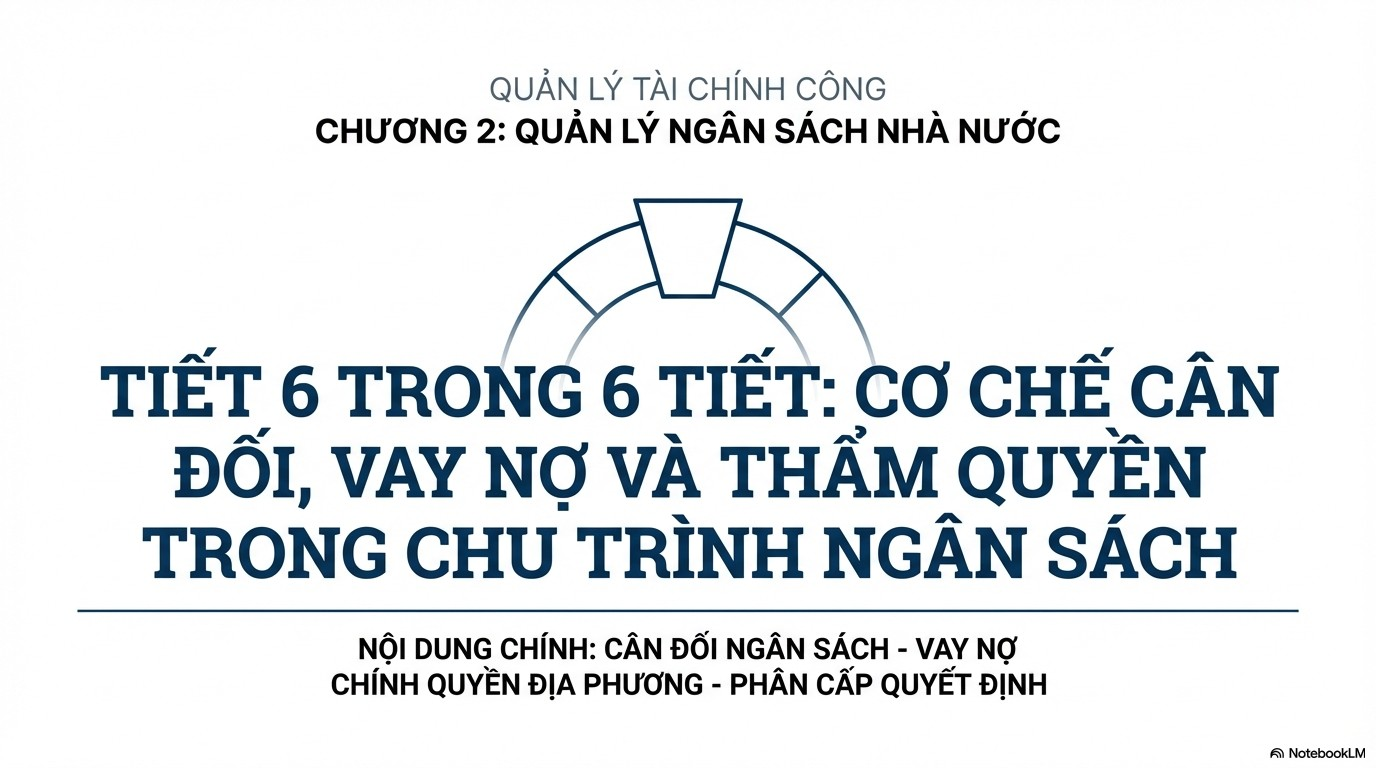 QUẢN LÝ TÀI CHÍNH CÔNG
CHƯƠNG 2: QUẢN LÝ NGÂN SÁCH NHÀ NƯỚC
TIẾT 6 TRONG 6 TIẾT: CƠ CHẾ CÂN
ĐỐI, VAY NỢ VÀ THẨM QUYỀN
TRONG CHU TRÌNH NGÂN SÁCH
NỘI DUNG CHÍNH: CÂN ĐỐI NGÂN SÁCH - VAY NỢ
CHÍNH QUYỀN ĐỊA PHƯƠNG - PHÂN CẤP QUYẾT ĐỊNH
NotebookLM